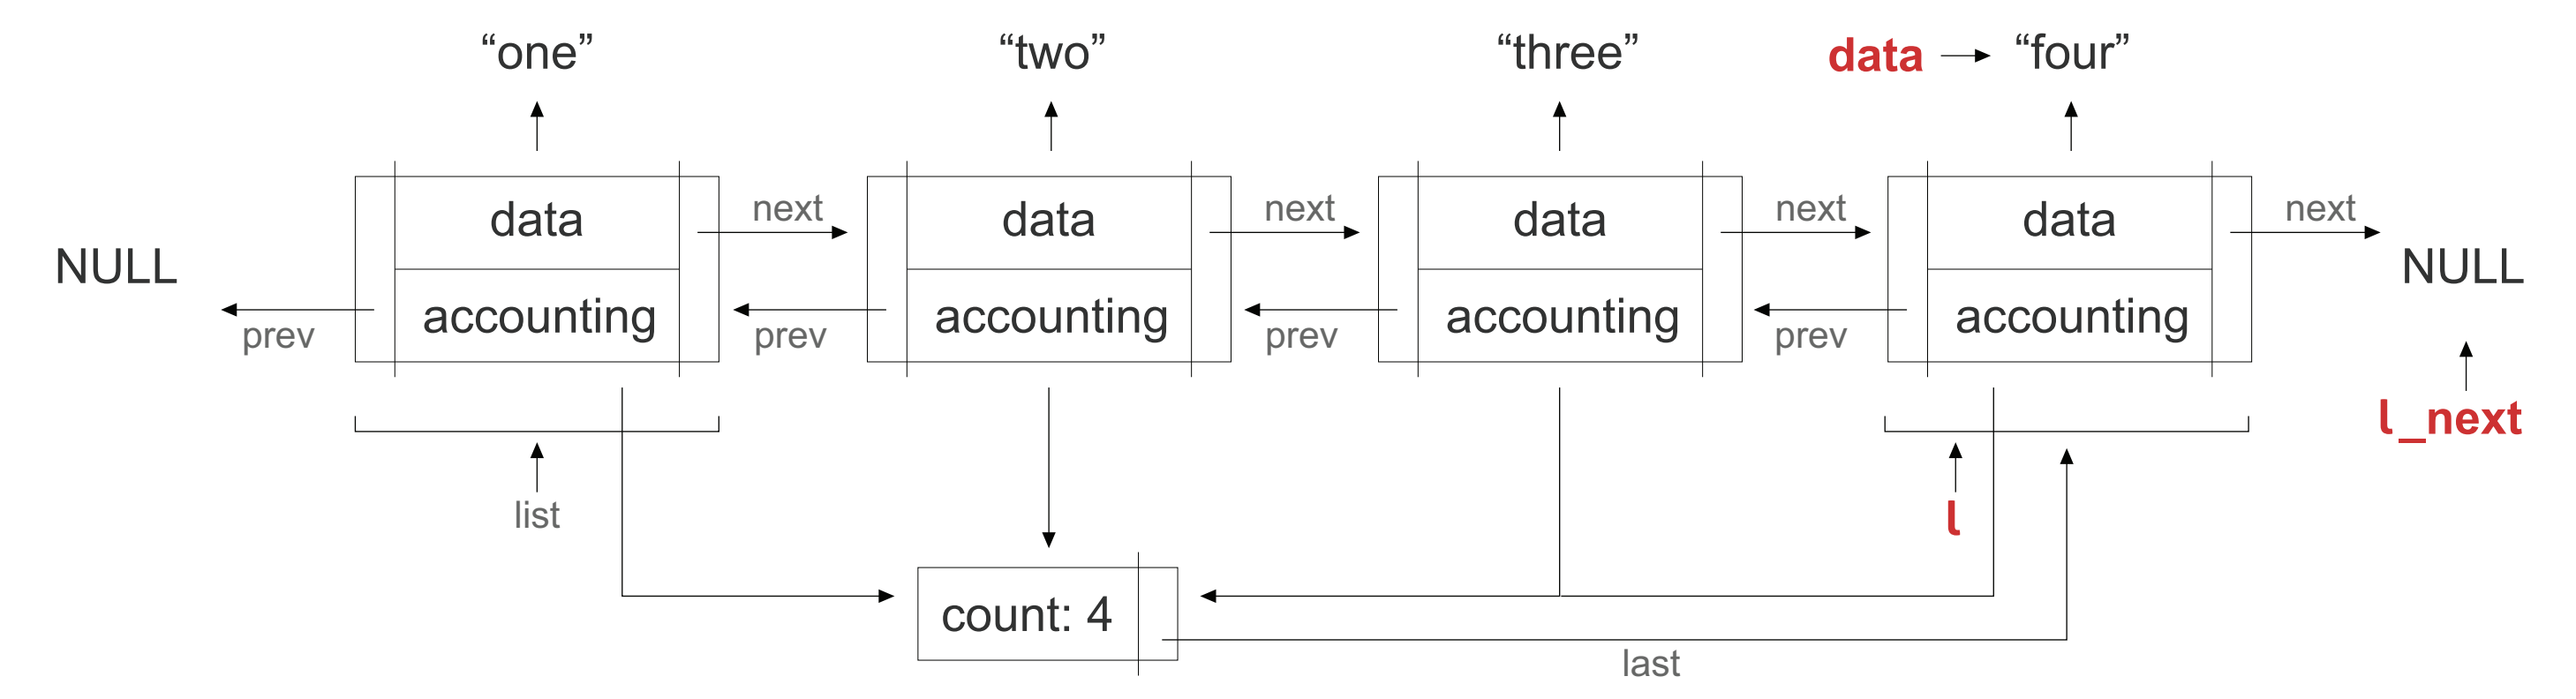 “one”
“two”
“three”
data
“four”
data
next
data
next
data
next
data
next
NULL
NULL
accounting
prev
accounting
prev
accounting
prev
accounting
prev
list
l
l_next
count: 4
last